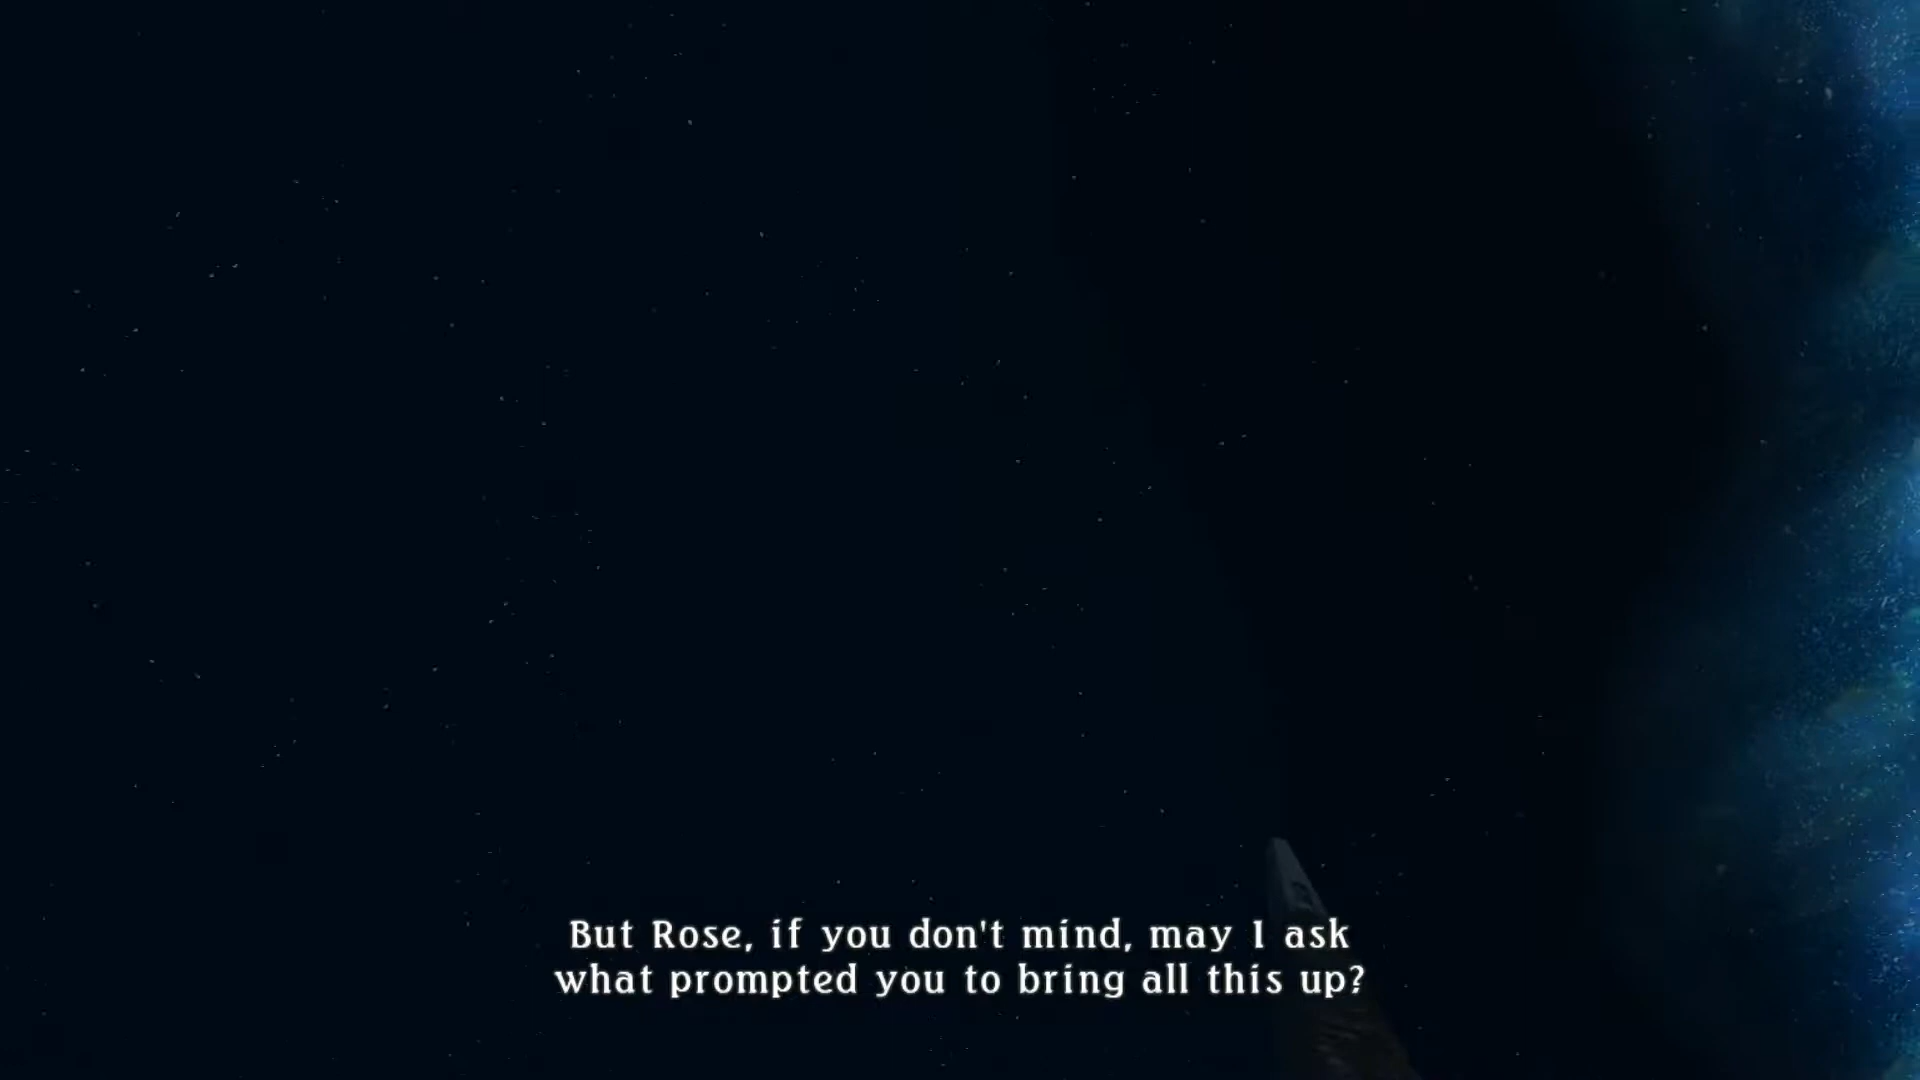 But Rose, if you don't mind, may I ask
what prompted you to bring all this up?